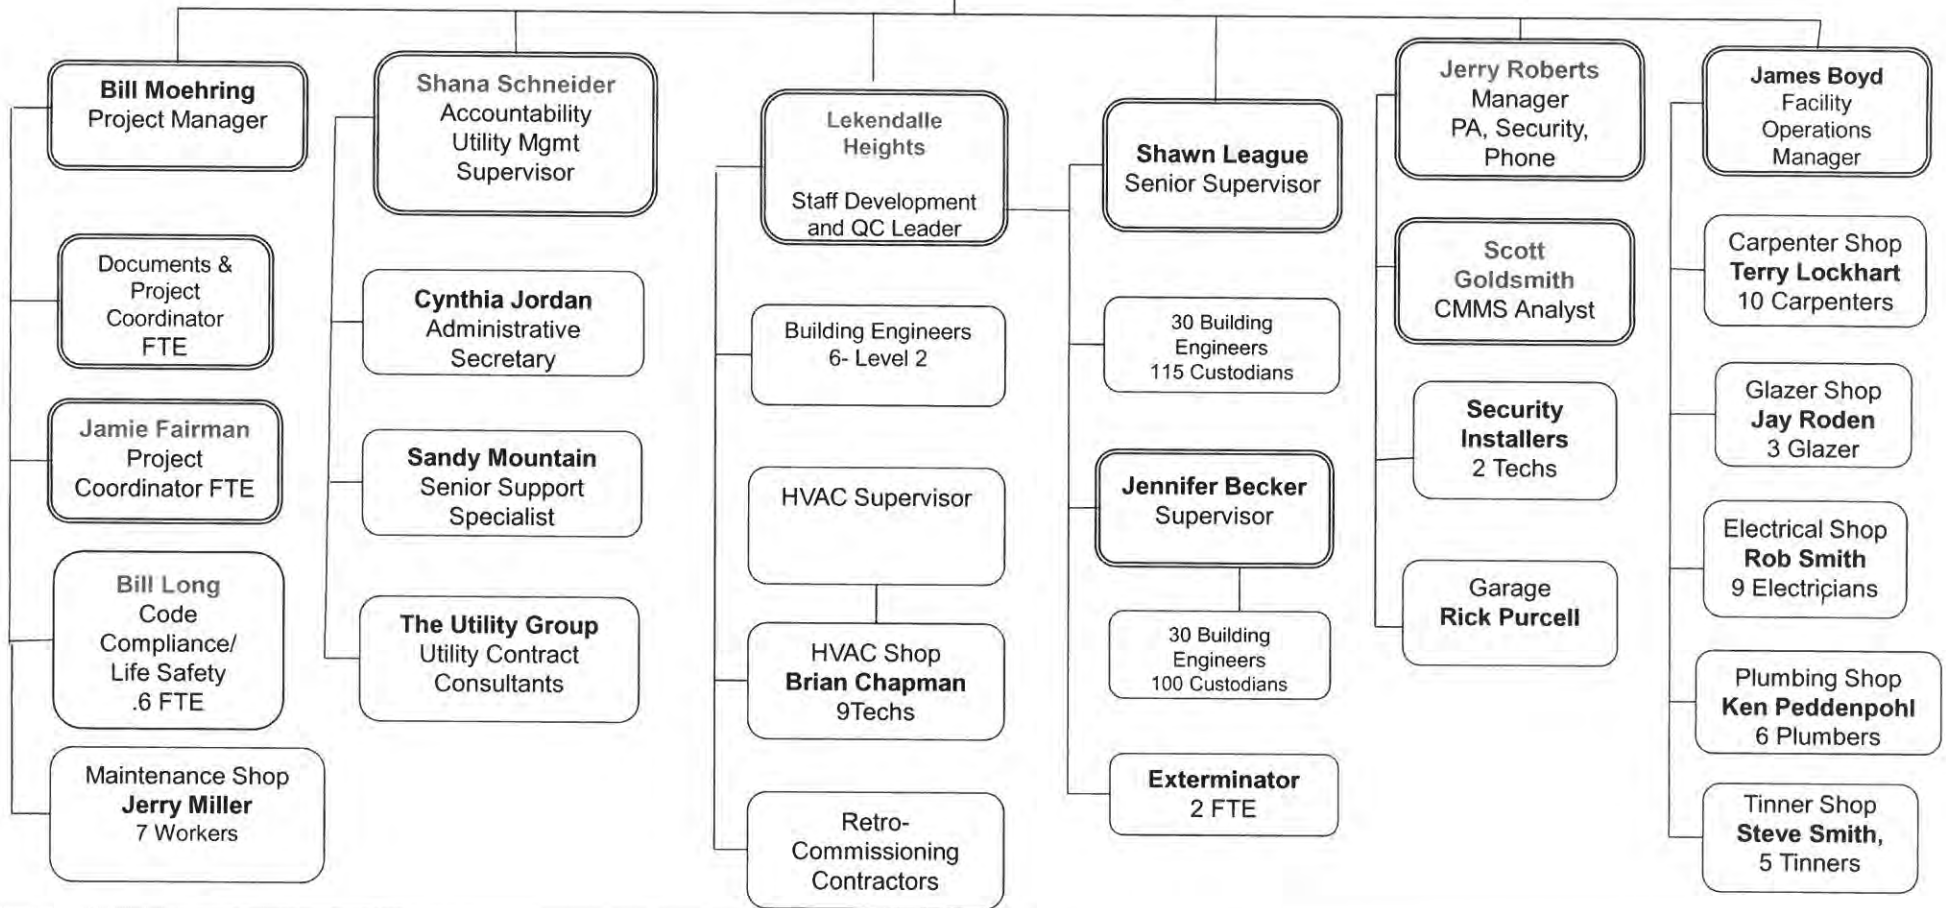 Bill Moehring
Project Manager
Documents &
Project
Coordinator
FTE
Jamie Fairman
Project
Coordinator FTE
Bill Long
Code
Compliance/
Life Safety
.6 FTE
Maintenance Shop
Jerry Miller
7 Workers
Shana Schneider
Accountability
Utility Mgmt
Supervisor
Cynthia Jordan
Administrative
Secretary
Sandy Mountain
Senior Support
Specialist
The Utility Group
Utility Contract
Consultants
Lekendalle
Heights
Staff Development
and QC Leader
Building Engineers
6- Level 2
HVAC Supervisor
HVAC Shop
Brian Chapman
9Techs
Retro-
Commissioning
Contractors
Shawn League
Senior Supervisor
30 Building
Engineers
115 Custodians
Jennifer Becker
Supervisor
30 Building
Engineers
100 Custodians
Exterminator
2 FTE
Jerry Roberts
Manager
PA, Security,
Phone
Scott
Goldsmith
CMMS Analyst
Security
Installers
2 Techs
Garage
Rick Purcell
James Boyd
Facility
Operations
Manager
Carpenter Shop
Terry Lockhart
10 Carpenters
Glazer Shop
Jay Roden
3 Glazer
Electrical Shop
Rob Smith
9 Electricians
Plumbing Shop
Ken Peddenpohl
6 Plumbers
Tinner Shop
Steve Smith,
5 Tinners